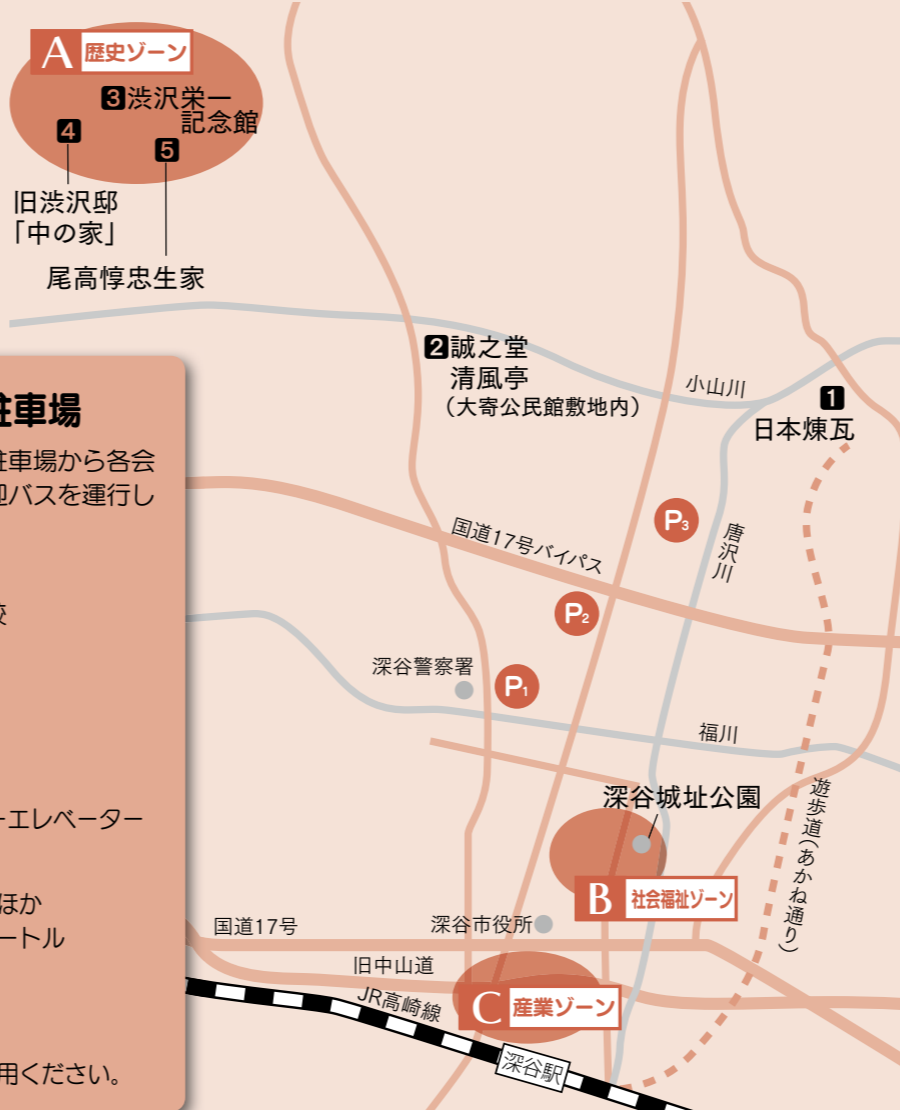 A 歴史ゾーン
3 渋沢栄一
記念館
4
5
旧渋沢邸
「中の家」
尾高惇忠生家
2 誠之堂
清風亭
（大寄公民館敷地内）
小山川
1
日本煉瓦
駐車場
駐車場から各会
迎バスを運行し
校
ーエレベーター
ほか
ートル
用ください。
国道17号バイパス
P3
唐沢川
P2
深谷警察署
P1
福川
深谷城址公園
遊歩道（あかね通り）
B 社会福祉ゾーン
深谷市役所
国道17号
旧中山道
JR高崎線
C 産業ゾーン
深谷駅